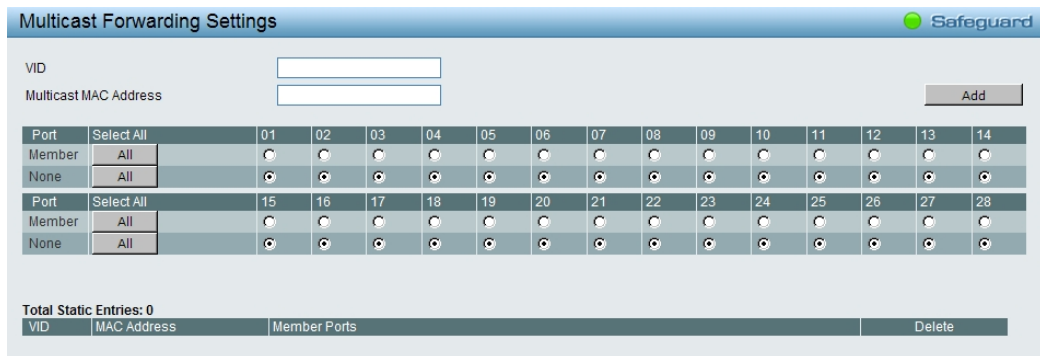 Multicast Forwarding Settings Safeguard
VID
Multicast MAC Address Add
Port Select All 01 02 03 04 05 06 07 08 09 10 11 12 13 14
Member All
None All
Port Select All 15 16 17 18 19 20 21 22 23 24 25 26 27 28
Member All
None All
Total Static Entries: 0
VID MAC Address Member Ports Delete